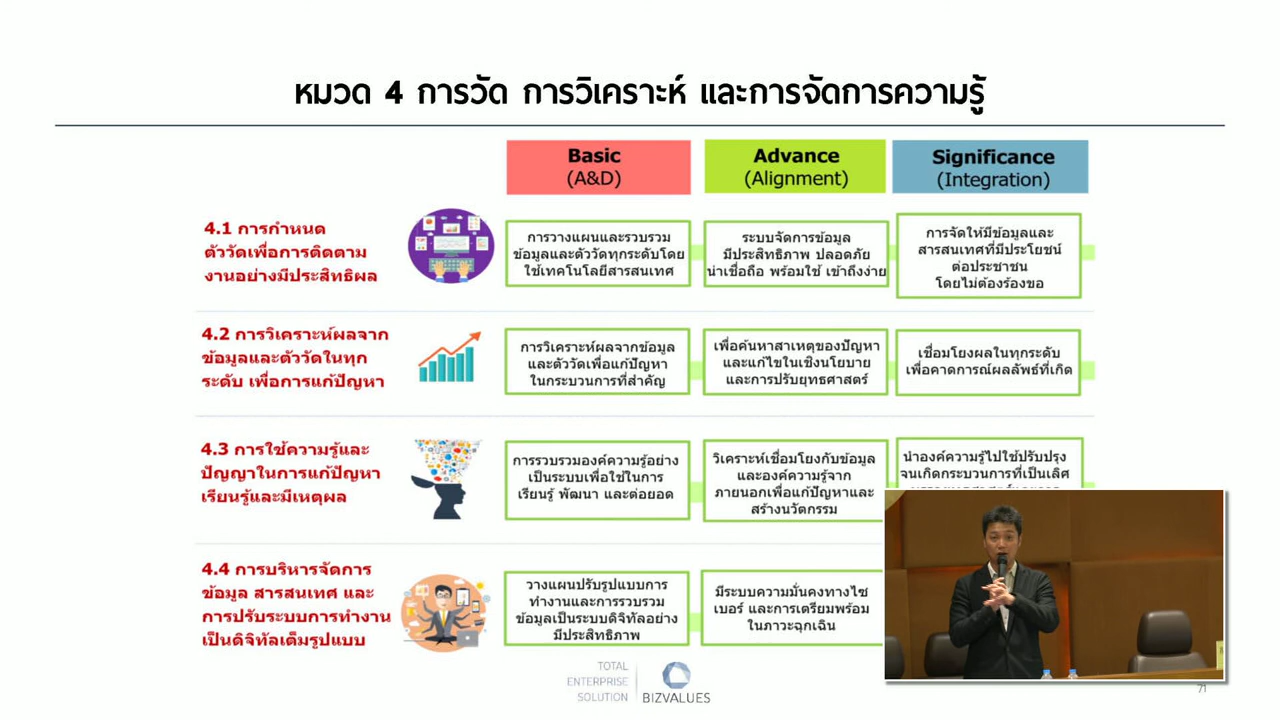 หมวด 4 การวัด การวิเคราะห์ และการจัดการความรู้
Basic
(A&D)
Advance
(Alignment)
Significance
(Integration)
4.1 การกำหนด
ตัววัดเพื่อการติดตาม
งานอย่างมีประสิทธิผล
การวางแผนและรวบรวม
ข้อมูลและตัววัดทุกระดับโดย
ใช้เทคโนโลยีสารสนเทศ
ระบบจัดการข้อมูล
มีประสิทธิภาพ ปลอดภัย
น่าเชื่อถือ พร้อมใช้ เข้าถึงง่าย
การจัดให้มีข้อมูลและ
สารสนเทศที่มีประโยชน์
ต่อประชาชน
โดยไม่ต้องร้องขอ
4.2 การวิเคราะห์ผลจาก
ข้อมูลและตัววัดในทุก
ระดับ เพื่อการแก้ปัญหา
การวิเคราะห์ผลจากข้อมูล
และตัววัดเพื่อแก้ปัญหา
ในกระบวนการที่สำคัญ
เพื่อค้นหาสาเหตุของปัญหา
และแก้ไขในเชิงนโยบาย
และการปรับยุทธศาสตร์
เชื่อมโยงผลในทุกระดับ
เพื่อคาดการณ์ผลลัพธ์ที่เกิด
4.3 การใช้ความรู้และ
ปัญญาในการแก้ปัญหา
เรียนรู้และมีเหตุผล
การรวบรวมองค์ความรู้อย่าง
เป็นระบบเพื่อใช้ในการ
เรียนรู้ พัฒนา และต่อยอด
วิเคราะห์เชื่อมโยงกับข้อมูล
และองค์ความรู้จาก
ภายนอกเพื่อแก้ปัญหาและ
สร้างนวัตกรรม
นำองค์ความรู้ไปใช้ปรับปรุง
จนเกิดกระบวนการที่เป็นเลิศ
4.4 การบริหารจัดการ
ข้อมูล สารสนเทศ และ
การปรับระบบการทำงาน
เป็นดิจิทัลเต็มรูปแบบ
วางแผนปรับรูปแบบการ
ทำงานและการรวบรวม
ข้อมูลเป็นระบบดิจิทัลอย่าง
มีประสิทธิภาพ
มีระบบความมั่นคงทางไซ
เบอร์ และการเตรียมพร้อม
ในภาวะฉุกเฉิน
TOTAL
ENTERPRISE
SOLUTION
BIZVALUES
71